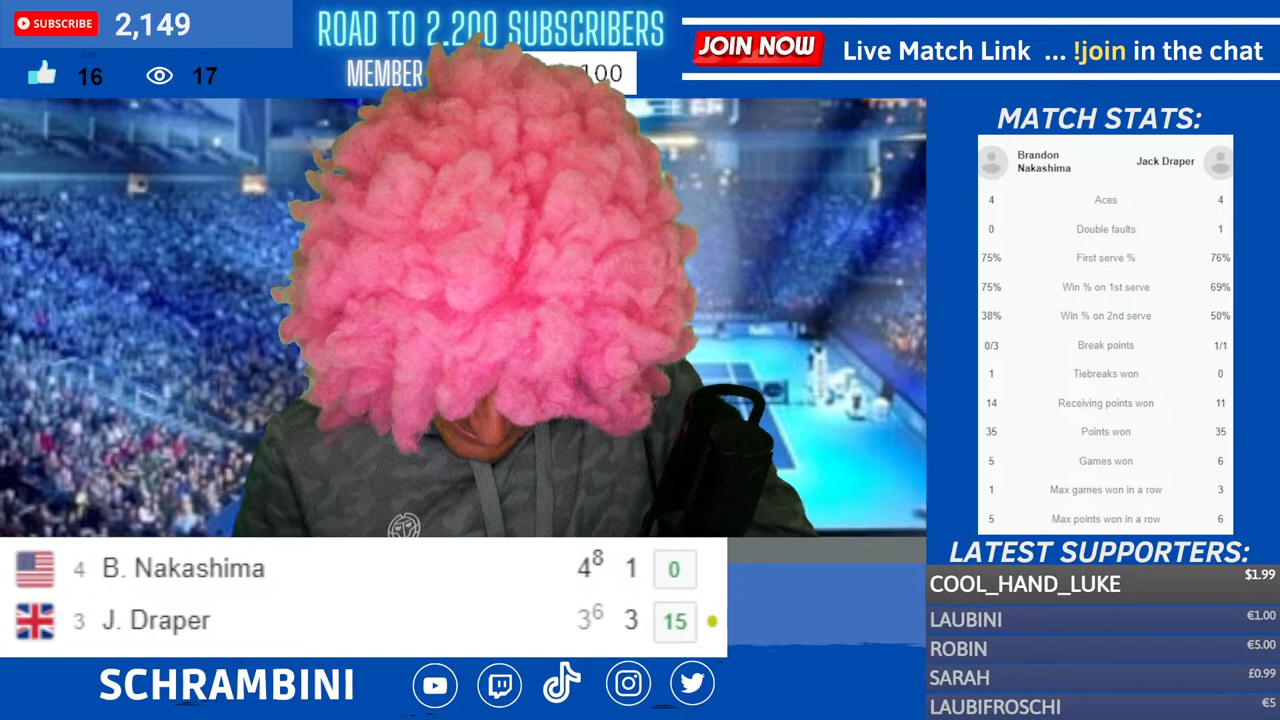 SUBSCRIBE 2,149
16 17
ROAD TO 2.200 SUBSCRIBERS
MEMBER 100
JOIN NOW Live Match Link ... !join in the chat
MATCH STATS:
Brandon Nakashima Jack Draper
4 Aces 4
0 Double faults 1
75% First serve % 76%
75% Win % on 1st serve 69%
38% Win % on 2nd serve 50%
0/3 Break points 1/1
1 Tiebreaks won 0
14 Receiving points won 11
35 Points won 35
5 Games won 6
1 Max games won in a row 3
5 Max points won in a row 6
LATEST SUPPORTERS:
COOL_HAND_LUKE $1.99
LAUBINI €1.00
ROBIN €5.00
SARAH £0.99
LAUBIFROSCHI €5
4 B. Nakashima 4⁸ 1 0
3 J. Draper 3⁶ 3 15
SCHRAMBINI